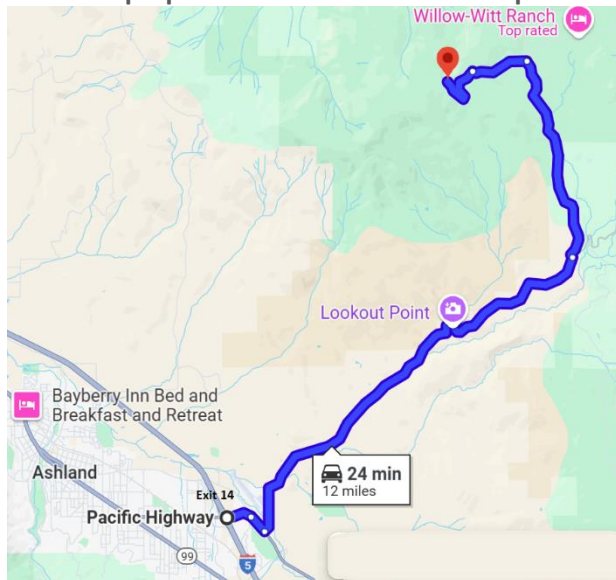 Willow-Witt Ranch
Top rated
Lookout Point
Bayberry Inn Bed and
Breakfast and Retreat
Ashland
24 min
12 miles
Exit 14
Pacific Highway
99
5